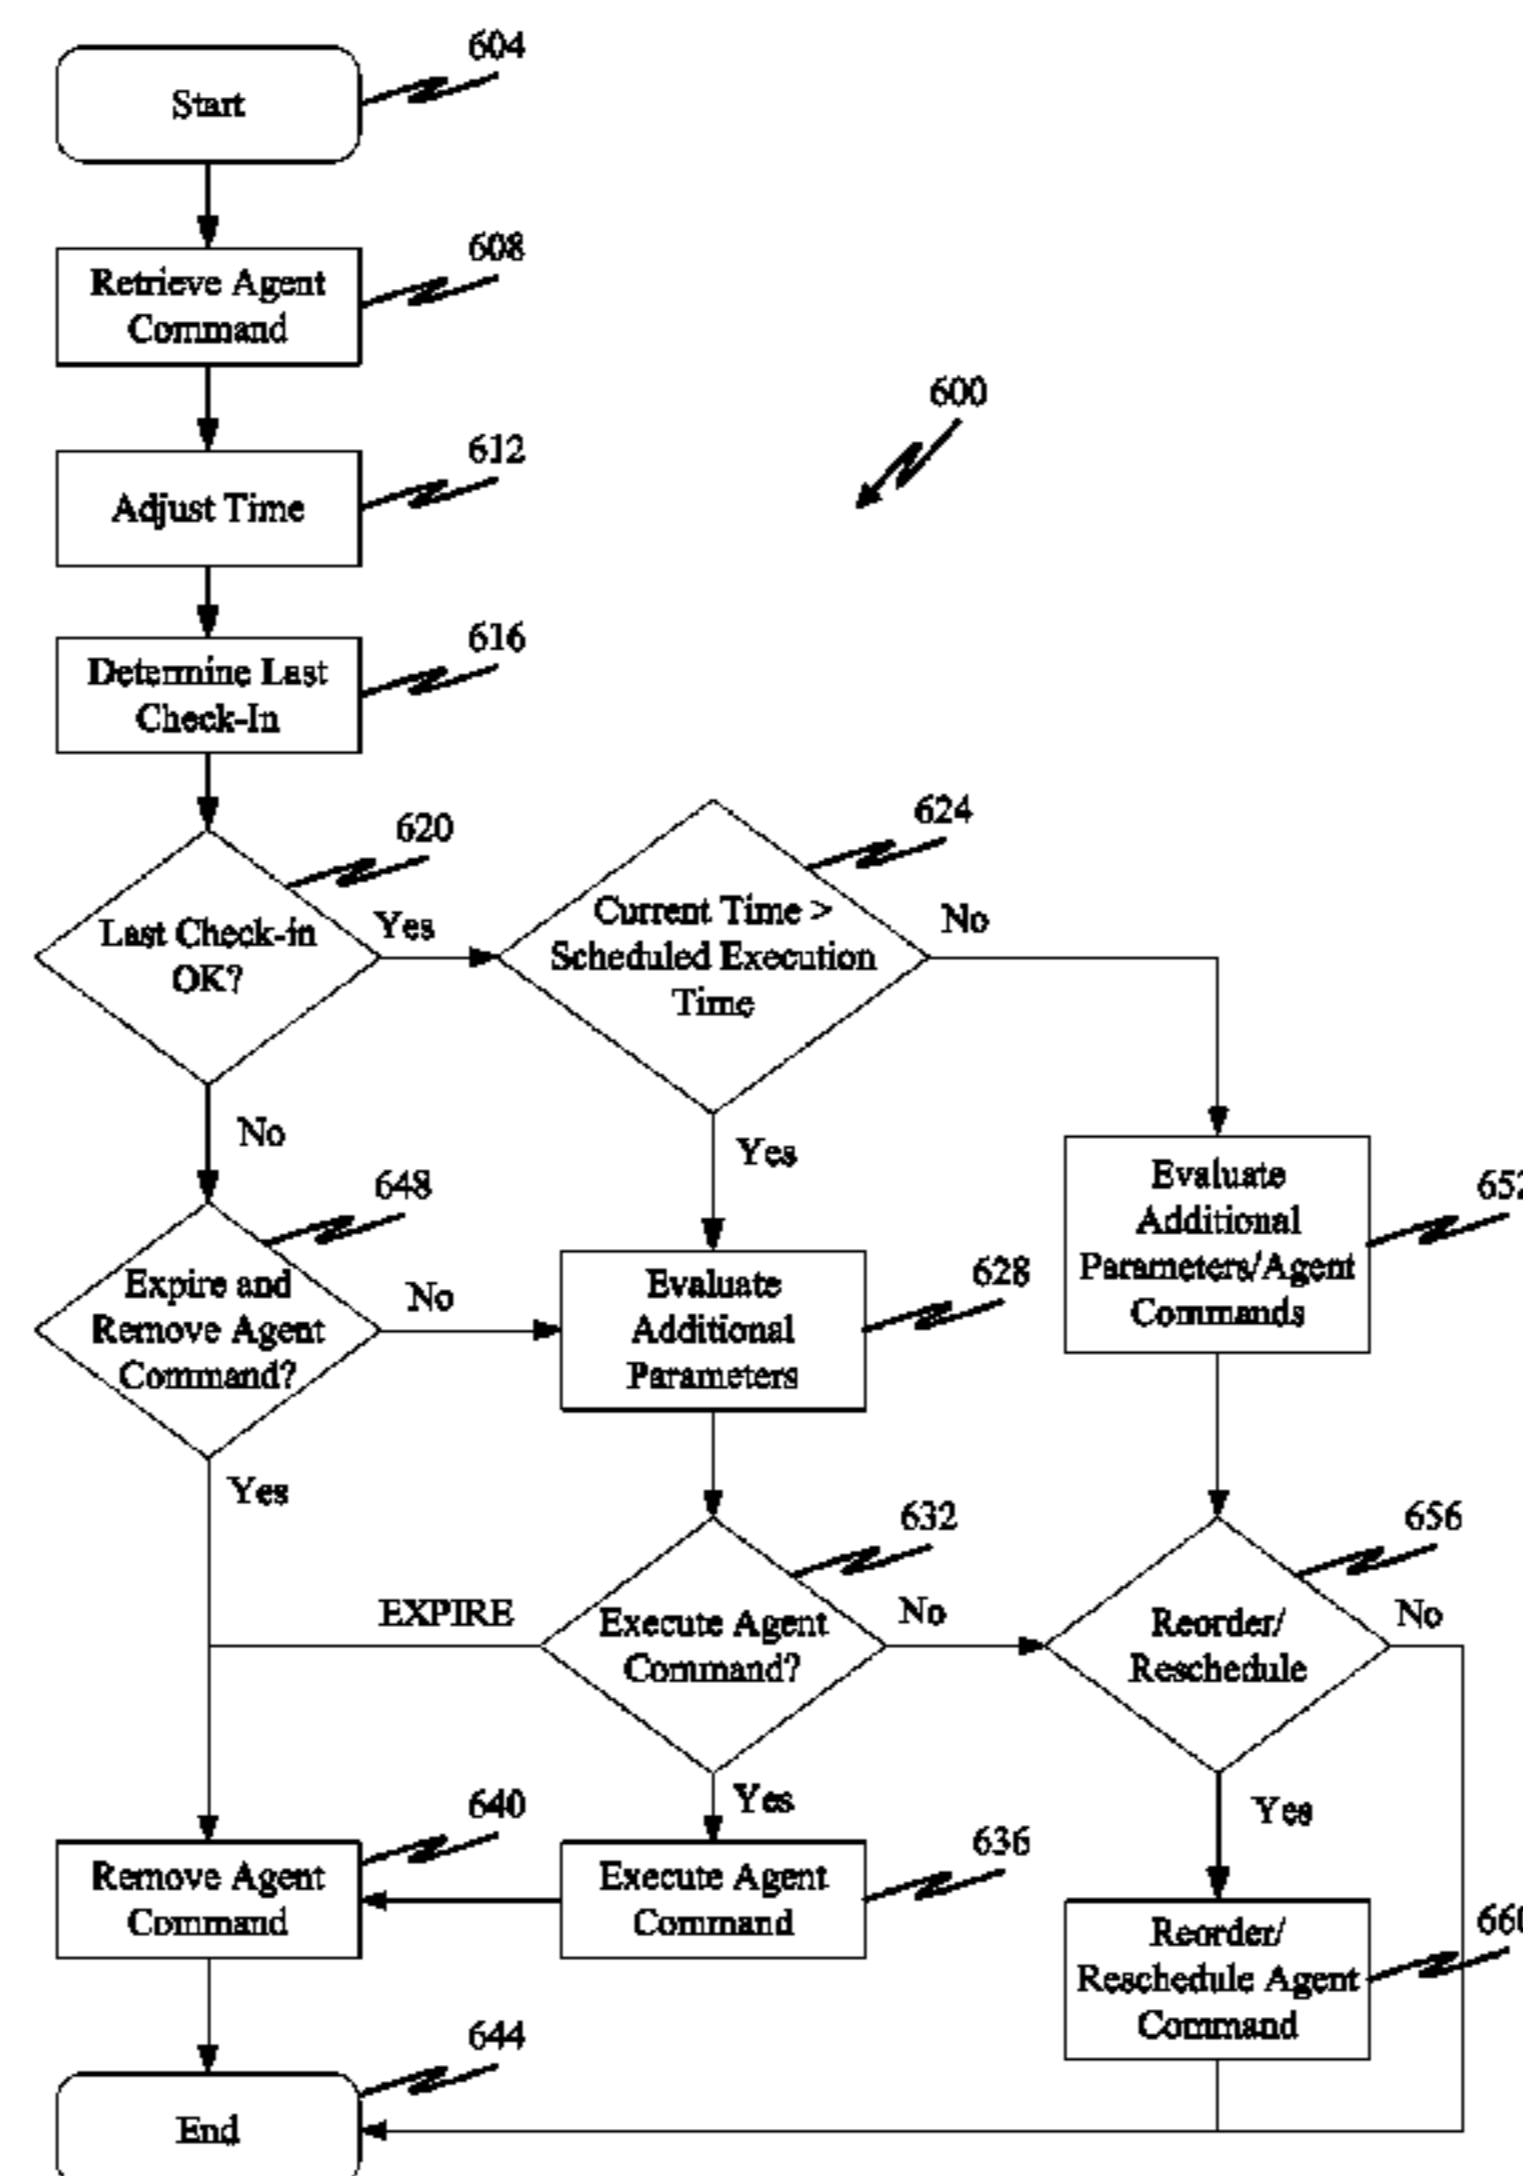 604
Start
608
Retrieve Agent
Command
600
612
Adjust Time
616
Determine Last
Check-In
620
Last Check-in
OK?
Yes
624
Current Time >
Scheduled Execution
Time
No
No
Yes
648
Expire and
Remove Agent
Command?
No
628
Evaluate
Additional
Parameters
652
Evaluate
Additional
Parameters/Agent
Commands
Yes
EXPIRE
632
Execute Agent
Command?
No
656
Reorder/
Reschedule
No
Yes
Yes
640
Remove Agent
Command
636
Execute Agent
Command
660
Reorder/
Reschedule Agent
Command
644
End